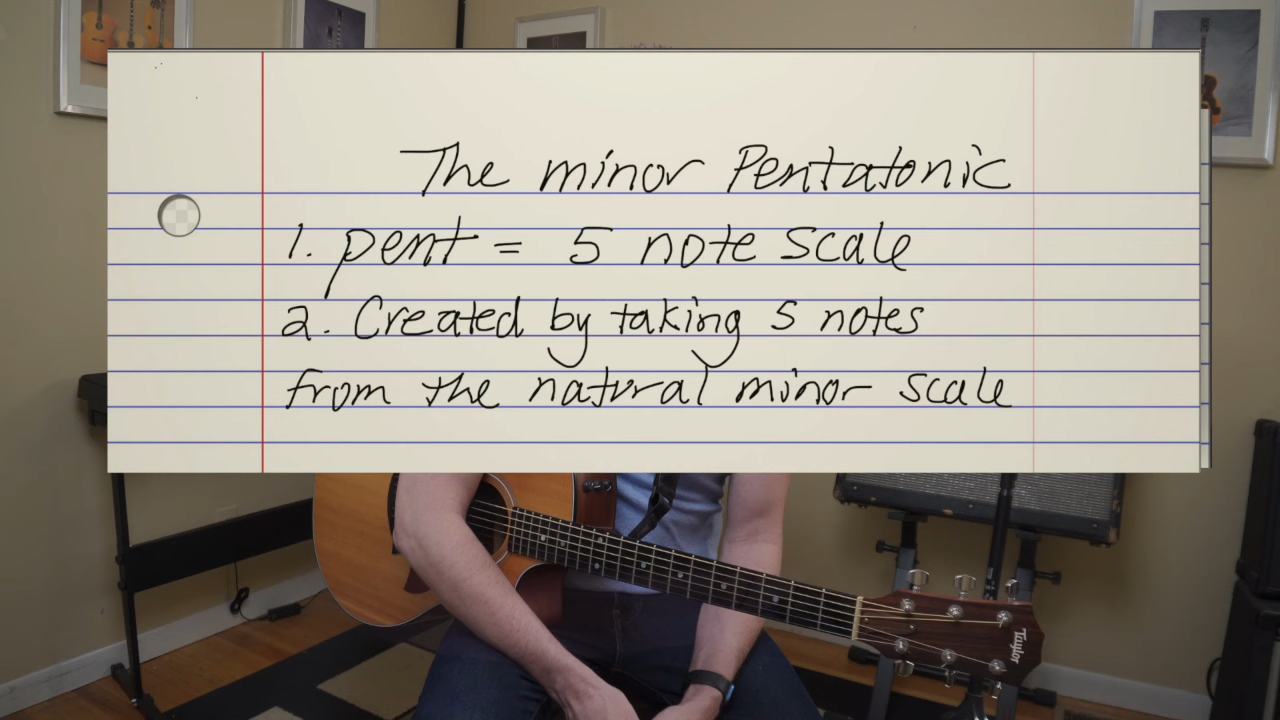 The minor Pentatonic
1. pent = 5 note scale
2. Created by taking 5 notes
from the natural minor scale
Taylor